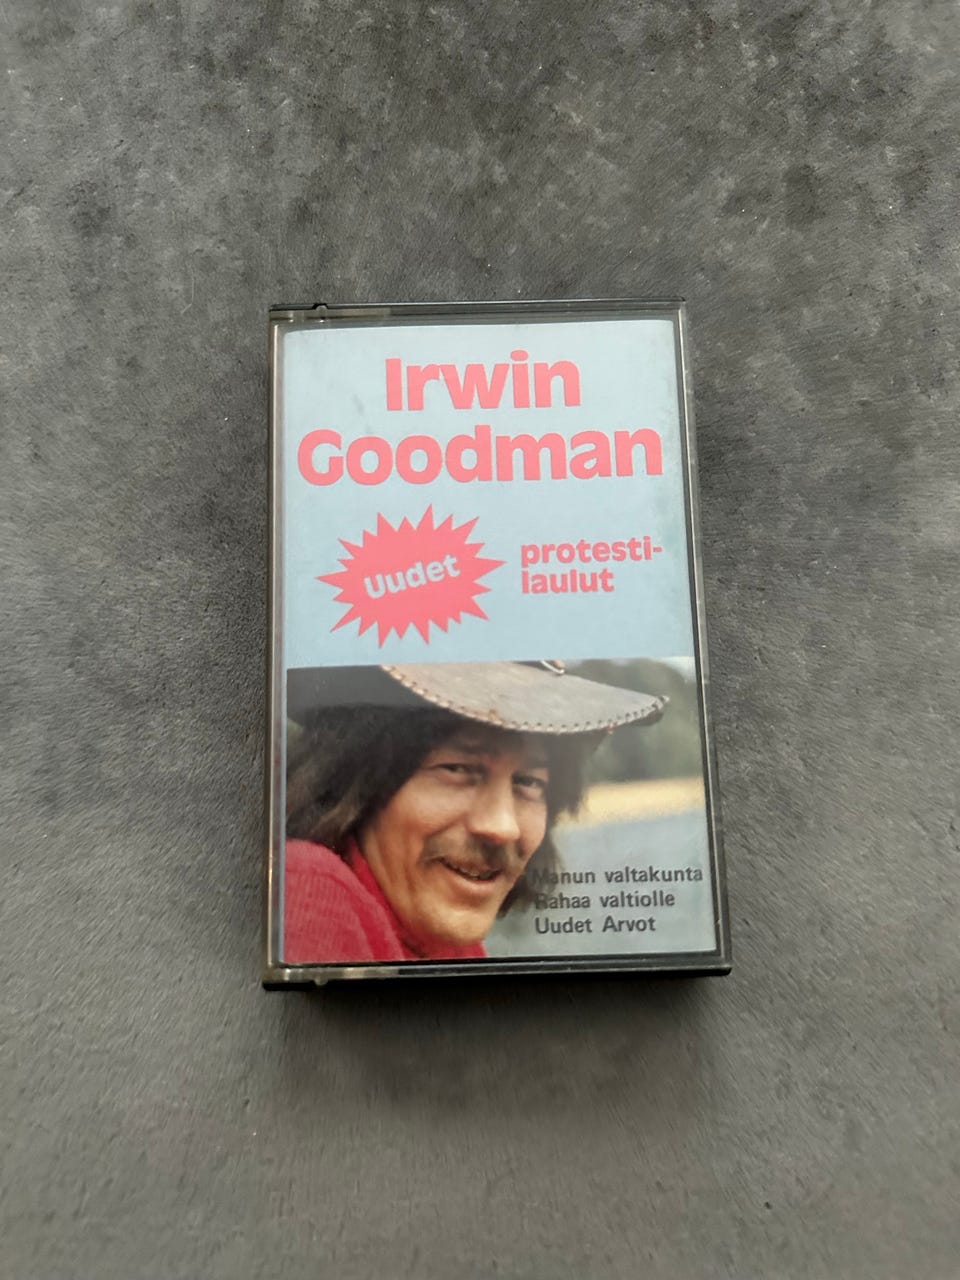 Irwin
Goodman
Uudet
protesti-
laulut
Manun valtakunta
Rahaa valtiolle
Uudet Arvot